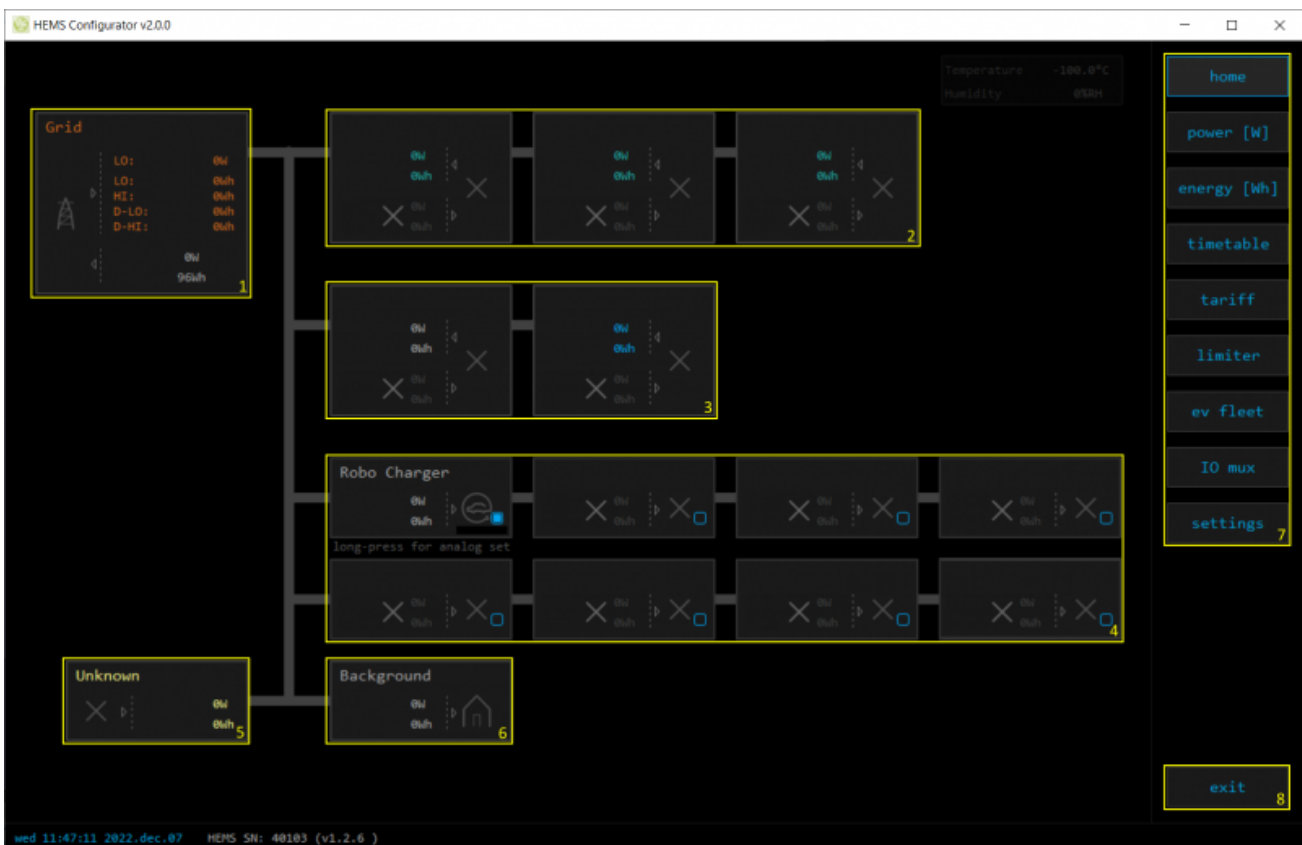 HEMS Configurator v2.0.0
Temperature -100.0°C
Humidity 0%RH
Grid
LO: 0W
LO: 0Wh
HI: 0Wh
D-LO: 0Wh
D-HI: 0Wh
0W
96Wh
1
0W 0W 0W
0Wh 0Wh 0Wh
0W 0W 0W
0Wh 0Wh 0Wh
2
0W 0W
0Wh 0Wh
0W 0W
0Wh 0Wh
3
Robo Charger
0W 0W 0W 0W
0Wh 0Wh 0Wh 0Wh
long-press for analog set
0W 0W 0W 0W
0Wh 0Wh 0Wh 0Wh
4
Unknown
0W
0Wh
5
Background
0W
0Wh
6
home
power [W]
energy [Wh]
timetable
tariff
limiter
ev fleet
IO mux
settings
7
exit
8
wed 11:47:11 2022.dec.07 HEMS SN: 40103 (v1.2.6 )